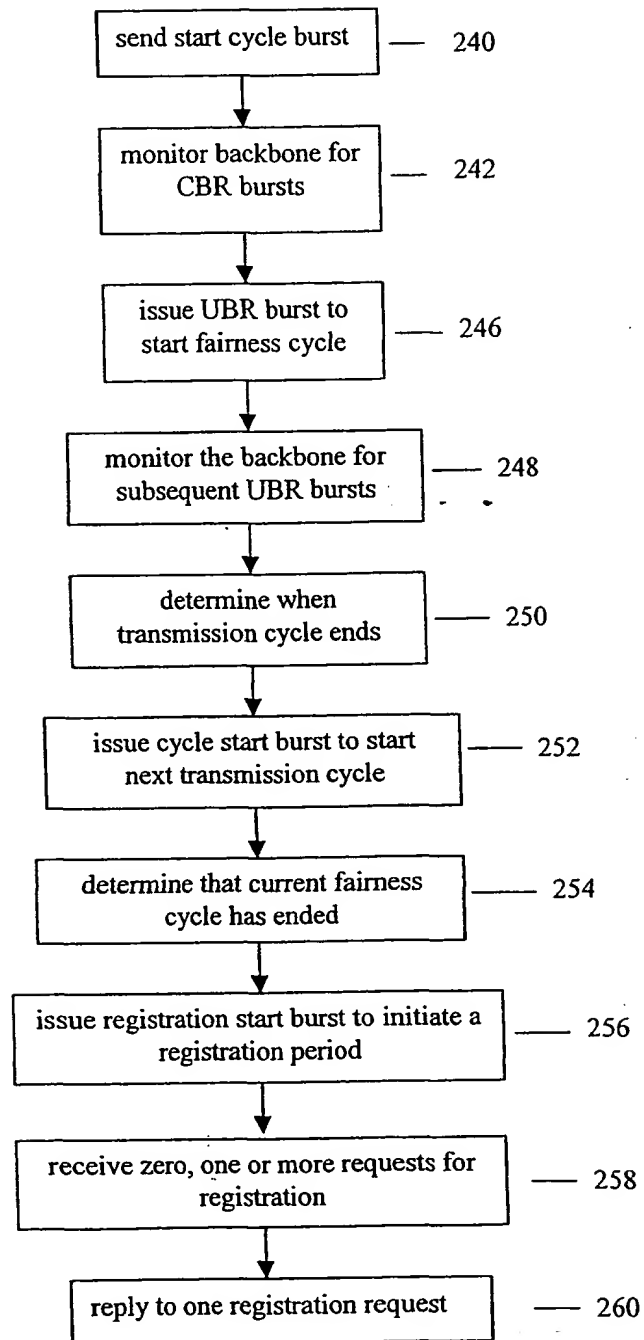 send start cycle burst
240
monitor backbone for
CBR bursts
242
issue UBR burst to
start fairness cycle
246
monitor the backbone for
subsequent UBR bursts
248
determine when
transmission cycle ends
250
issue cycle start burst to start
next transmission cycle
252
determine that current fairness
cycle has ended
254
issue registration start burst to initiate a
registration period
256
receive zero, one or more requests for
registration
258
reply to one registration request
260